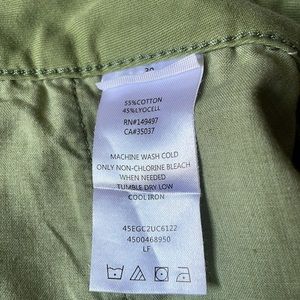 30
55%COTTON
45%LYOCELL
RN#149497
CA#35037
MACHINE WASH COLD
ONLY NON-CHLORINE BLEACH
WHEN NEEDED
TUMBLE DRY LOW
COOL IRON
45EGC2UC6122
4500468950
LF